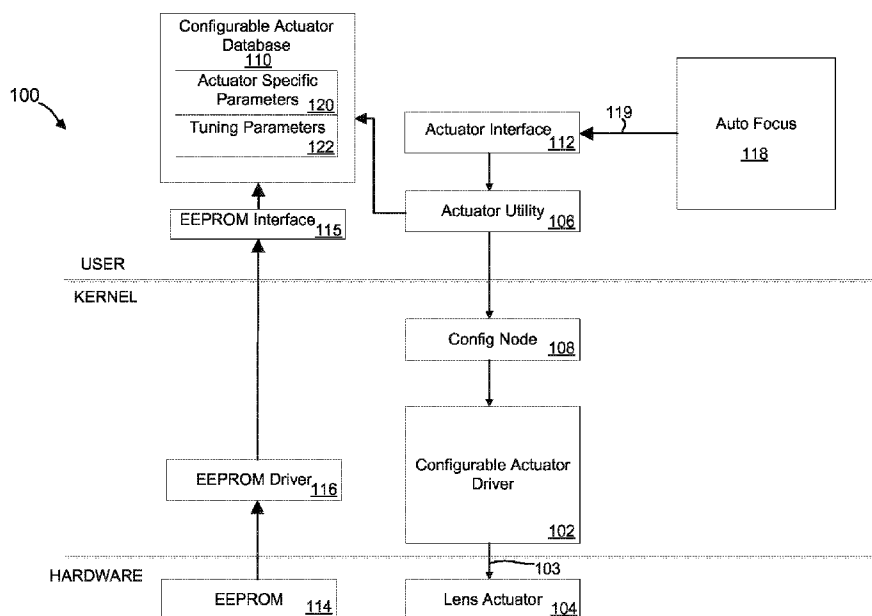 100
Configurable Actuator
Database
110
Actuator Specific
Parameters 120
Tuning Parameters
122
EEPROM Interface 115
Actuator Interface
112
119
Auto Focus
118
Actuator Utility
106
USER
KERNEL
Config Node
108
Configurable Actuator
Driver
102
EEPROM Driver 116
HARDWARE
103
EEPROM 114
Lens Actuator 104